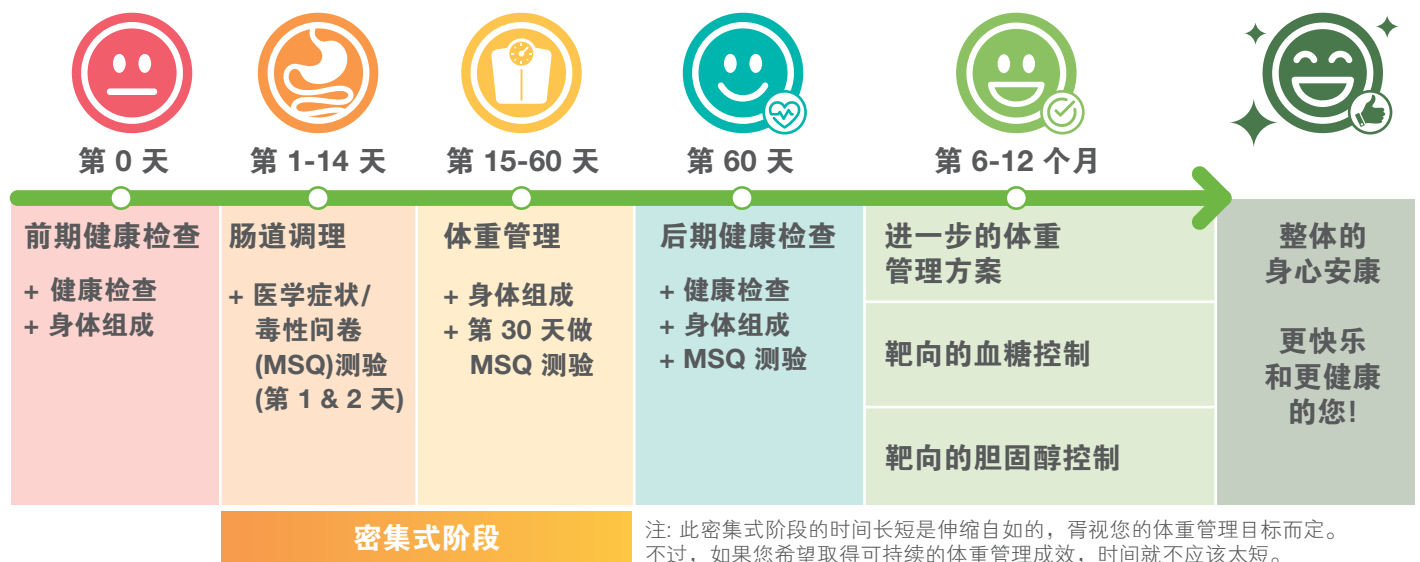 第 0 天
第 1-14 天
第 15-60 天
第 60 天
第 6-12 个月
前期健康检查
+ 健康检查
+ 身体组成
肠道调理
+ 医学症状/
毒性问卷
(MSQ)测验
(第 1 & 2 天)
体重管理
+ 身体组成
+ 第 30 天做
MSQ 测验
后期健康检查
+ 健康检查
+ 身体组成
+ MSQ 测验
进一步的体重
管理方案
靶向的血糖控制
靶向的胆固醇控制
整体的
身心安康
更快乐
和更健康
的您!
密集式阶段
注: 此密集式阶段的时间长短是伸缩自如的，胥视您的体重管理目标而定。
不过，如果您希望取得可持续的体重管理成效，时间就不应该太短。